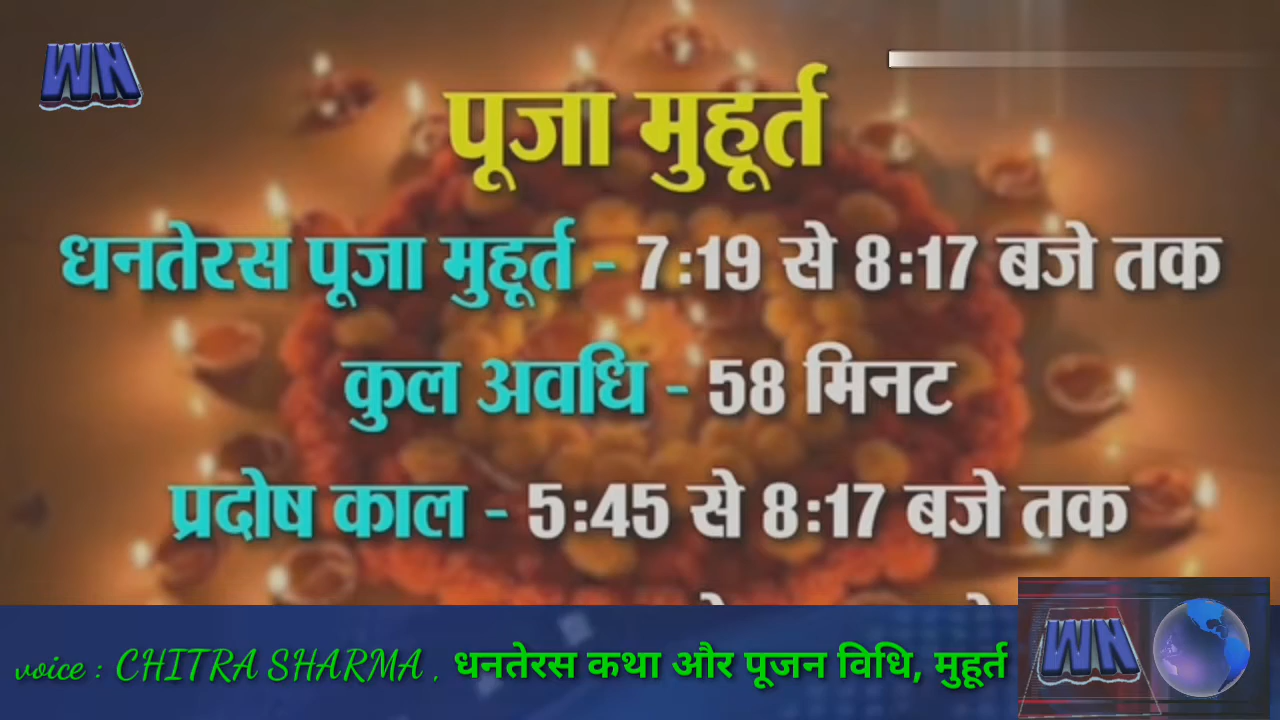 WN
पूजा मुहूर्त
धनतेरस पूजा मुहूर्त - 7:19 से 8:17 बजे तक
कुल अवधि - 58 मिनट
प्रदोष काल - 5:45 से 8:17 बजे तक
voice : CHITRA SHARMA , धनतेरस कथा और पूजन विधि, मुहूर्त
WN